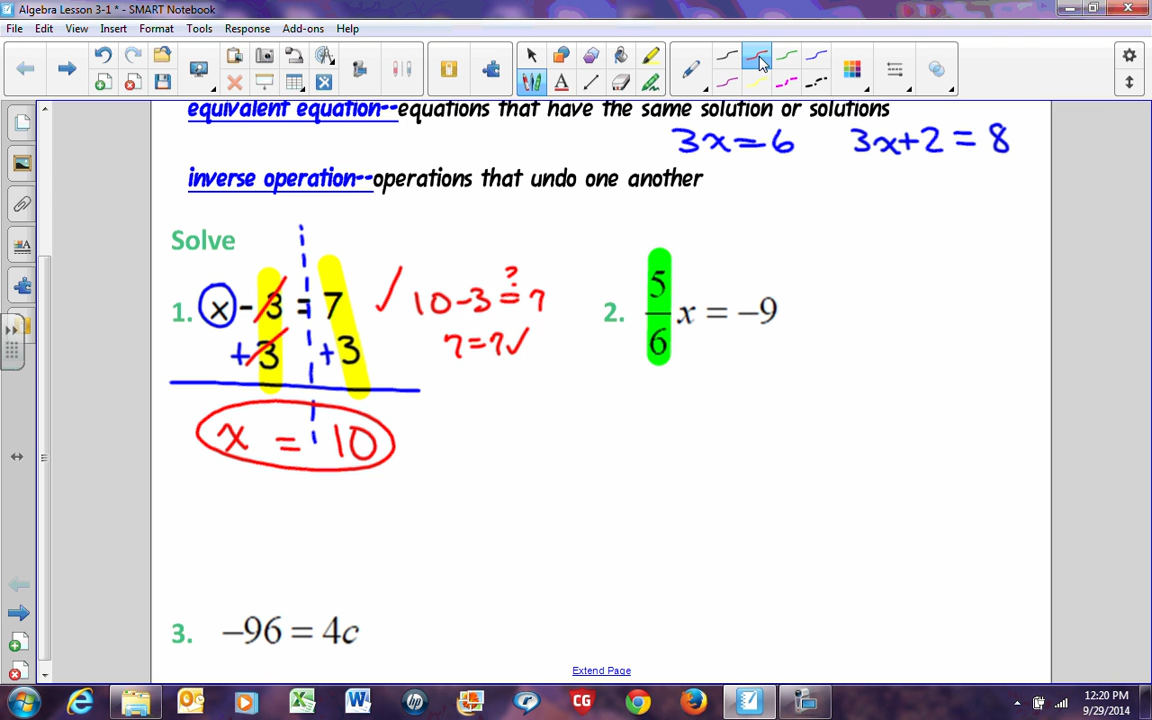 Algebra Lesson 3-1 * - SMART Notebook
File Edit View Insert Format Tools Response Add-ons Help
equivalent equation--equations that have the same solution or solutions
3x=6 3x+2=8
inverse operation--operations that undo one another
Solve
1. x-3=7 ✓ 10-3≟7
+3 +3 7=7✓
x = 10
2. 5/6 x = -9
3. -96 = 4c
Extend Page
CG
12:20 PM
9/29/2014